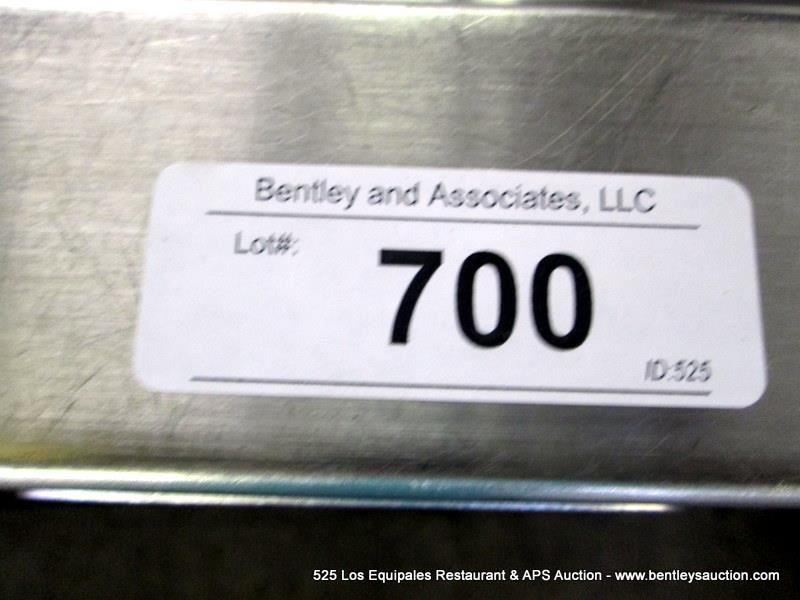 Bentley and Associates, LLC
Lot#:
700
ID:525
525 Los Equipales Restaurant & APS Auction - www.bentleysauction.com